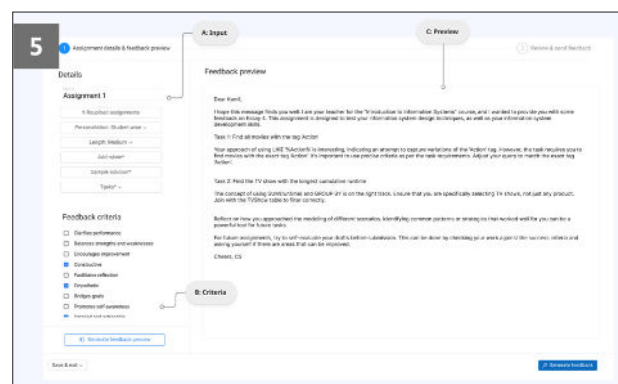 5
A: Input
C: Preview
1 Assignment details & feedback preview
2 Review & send feedback
Details
Feedback preview
Assignment 1
Dear Kamil,
I hope this message finds you well. I am your teacher for the "Introduction to Information Systems" course, and I wanted to provide you with some
feedback on Essay 4. This assignment is designed to test your information system design techniques, as well as your information system
development skills.
Task 1: Find all movies with the tag Action
Your approach of using LIKE '%Action%' is interesting, indicating an attempt to capture variations of the 'Action' tag. However, the task requires you to
find movies with the exact tag 'Action'. It's important to use precise criteria as per the task requirements. Adjust your query to match the exact tag
'Action'.
Task 2: Find the TV show with the longest cumulative runtime
The concept of using SUM(runtime) and GROUP BY is on the right track. Ensure that you are specifically selecting TV shows, not just any product.
Join with the TVShow table to filter correctly.
Reflect on how you approached the modeling of different scenarios. Identifying common patterns or strategies that worked well for you can be a
powerful tool for future tasks.
For future assignments, try to self-evaluate your drafts before submission. This can be done by checking your work against the success criteria and
asking yourself if there are areas that can be improved.
Cheers, CS
assignments
Personalization: Student-wise
Length: Medium
Add rubric*
Sample solution*
Tasks*
Feedback criteria
Clarifies performance
Balances strengths and weaknesses
Encourages improvement
Constructive
Facilitates reflection
Empathetic
Bridges goals
Promotes self-awareness
B: Criteria
Generate feedback preview
Save & exit
Generate feedback